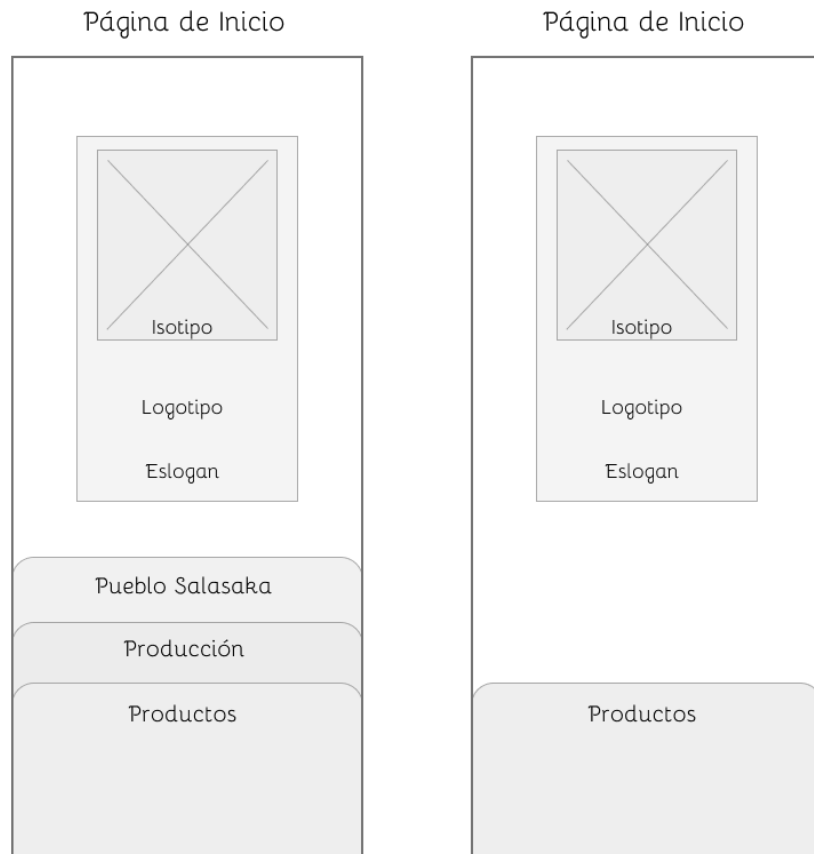 Página de Inicio
Isotipo
Logotipo
Eslogan
Pueblo Salasaka
Producción
Productos
Página de Inicio
Isotipo
Logotipo
Eslogan
Productos